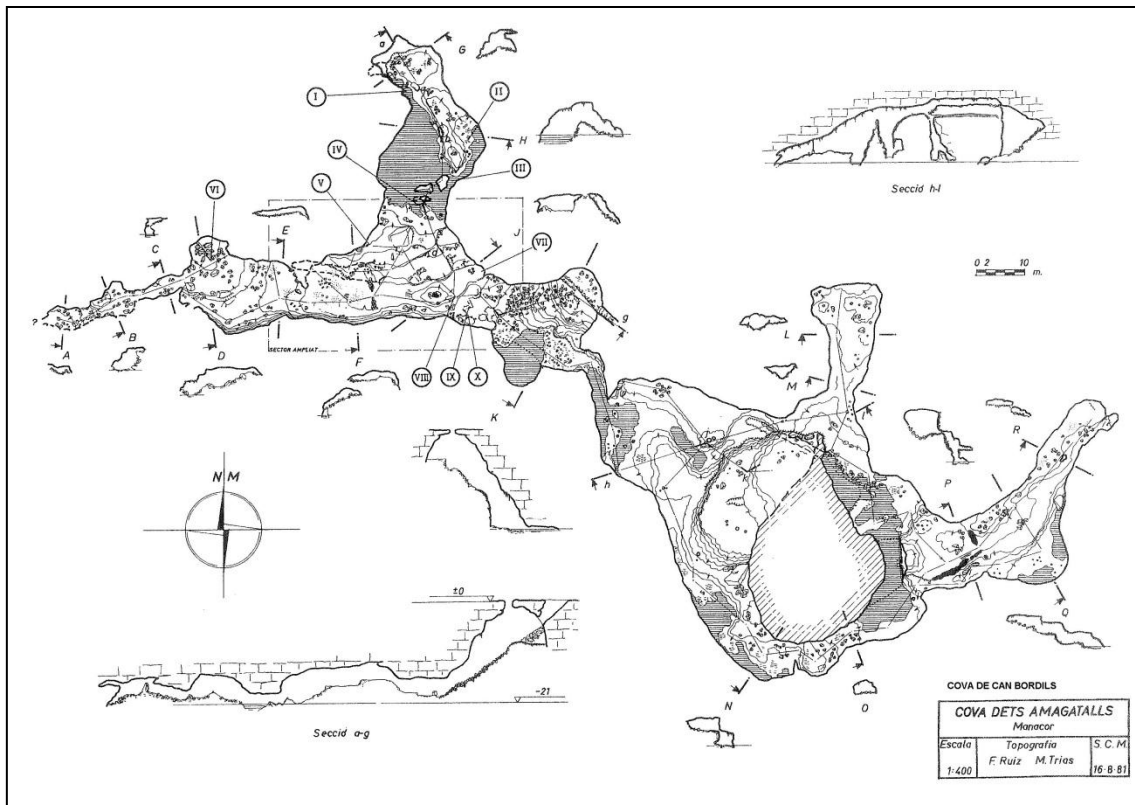 a
G
I
II
H
IV
III
V
VI
E
J
VII
C
g
?
A
B
D
SECTOR AMPLIAT
F
VIII
IX
X
K
Secció h-l
0 2 10
m.
L
M
l
R
h
P
N M
Q
±0
-21
Secció a-g
N
O
COVA DE CAN BORDILS
COVA DETS AMAGATALLS
Manacor
Escala
1:400
Topografia
F. Ruiz M. Trias
S. C. M.
16-8-81